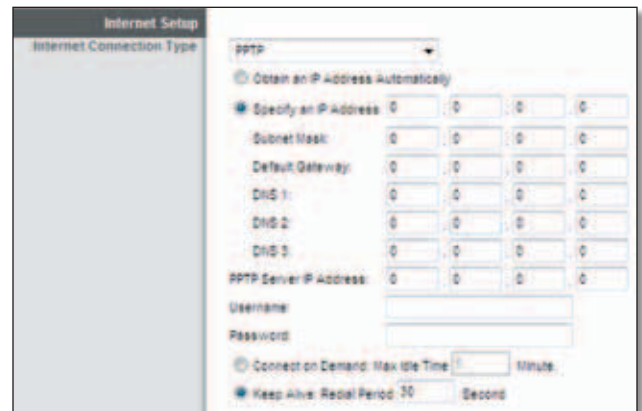 Internet Setup
Internet Connection Type
PPTP
Obtain an IP Address Automatically
Specify an IP Address 0 . 0 . 0 . 0
Subnet Mask: 0 . 0 . 0 . 0
Default Gateway: 0 . 0 . 0 . 0
DNS 1: 0 . 0 . 0 . 0
DNS 2: 0 . 0 . 0 . 0
DNS 3: 0 . 0 . 0 . 0
PPTP Server IP Address: 0 . 0 . 0 . 0
Username:
Password:
Connect on Demand: Max Idle Time Minute.
Keep Alive: Redial Period 30 Second